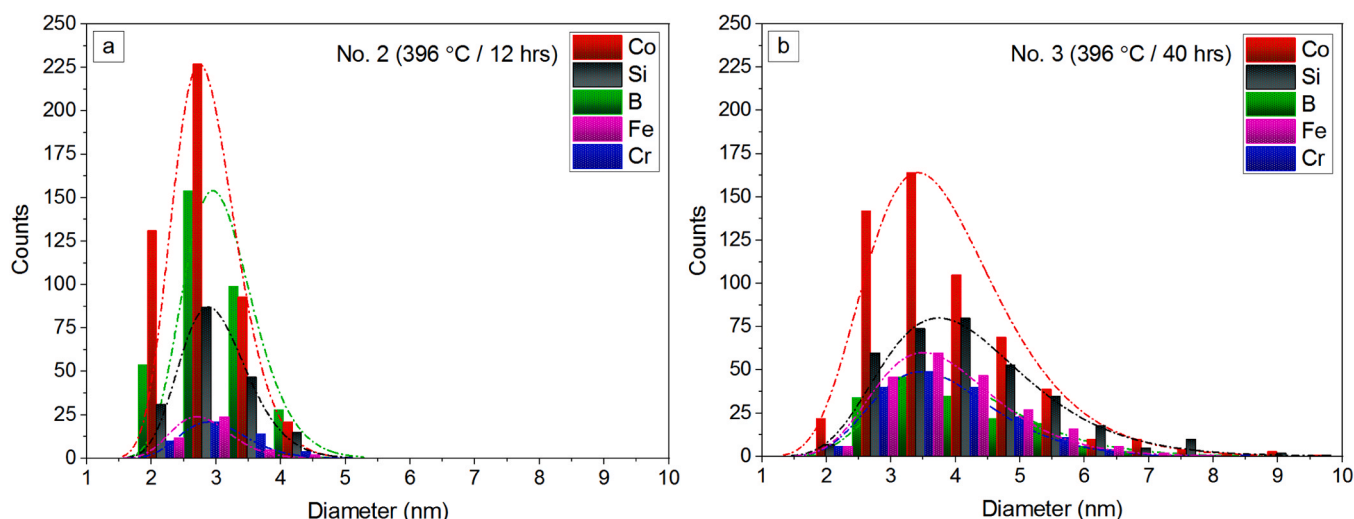 a
No. 2 (396 °C / 12 hrs)
Co
Si
B
Fe
Cr
Counts
250
225
200
175
150
125
100
75
50
25
0
1 2 3 4 5 6 7 8 9 10
Diameter (nm)
b
No. 3 (396 °C / 40 hrs)
Co
Si
B
Fe
Cr
Counts
250
225
200
175
150
125
100
75
50
25
0
1 2 3 4 5 6 7 8 9 10
Diameter (nm)